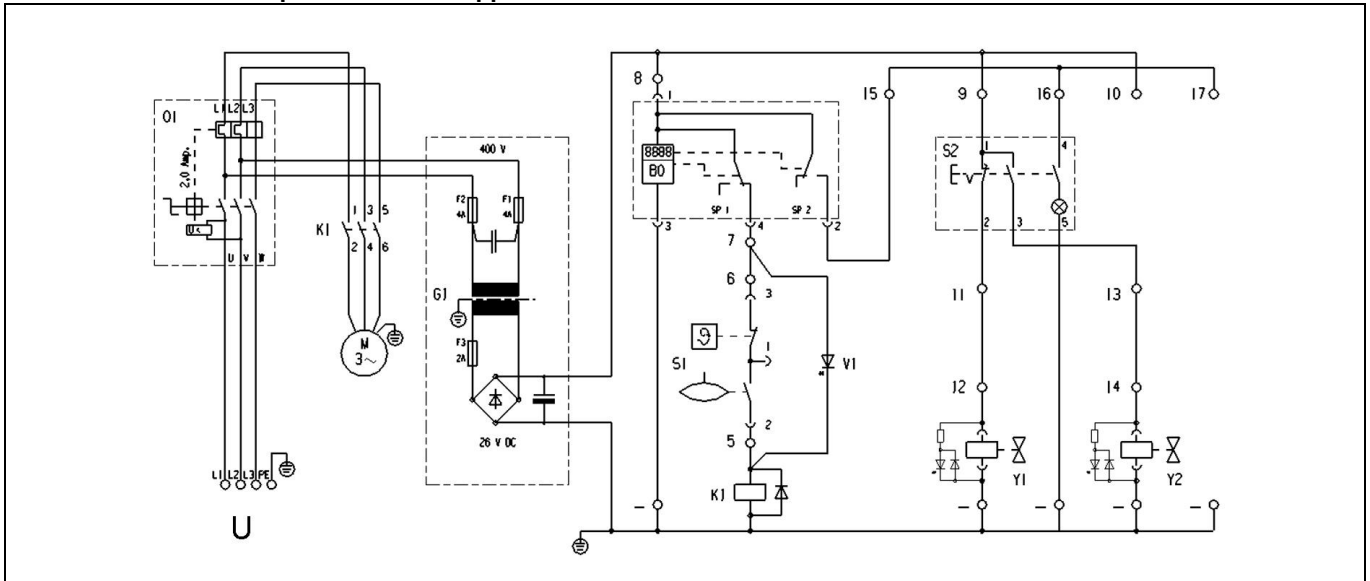 8
1
15
9
16
10
17
L1 L2 L3
01
2,0 Amp.
U<
U V W
1 3 5
K1
2 4 6
M
3~
400 V
F2
4A
F1
4A
G1
F3
2A
26 V DC
8888
B0
SP 1
SP 2
3
4
2
7
6
3
1
S1
V1
2
5
K1
S2
1
4
2
3
5
11
13
12
14
Y1
Y2
L1 L2 L3 PE
U
–
–
–
–
–